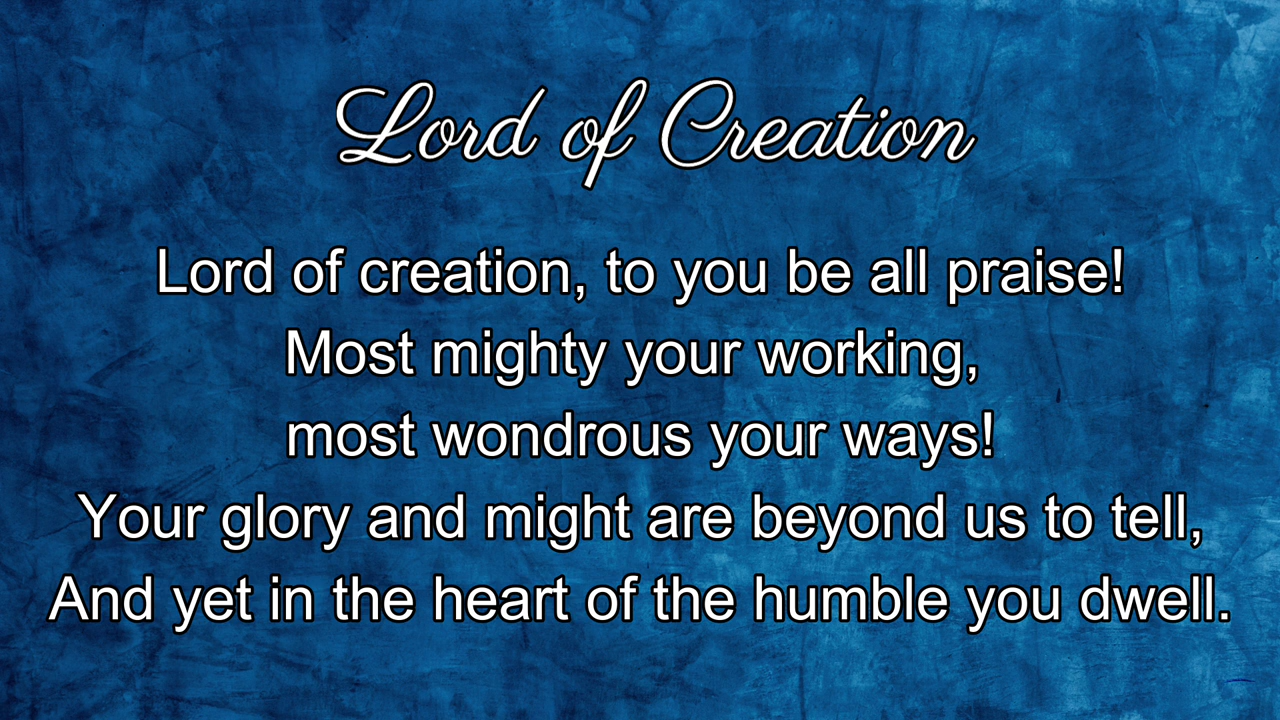 Lord of Creation
Lord of creation, to you be all praise!
Most mighty your working,
most wondrous your ways!
Your glory and might are beyond us to tell,
And yet in the heart of the humble you dwell.